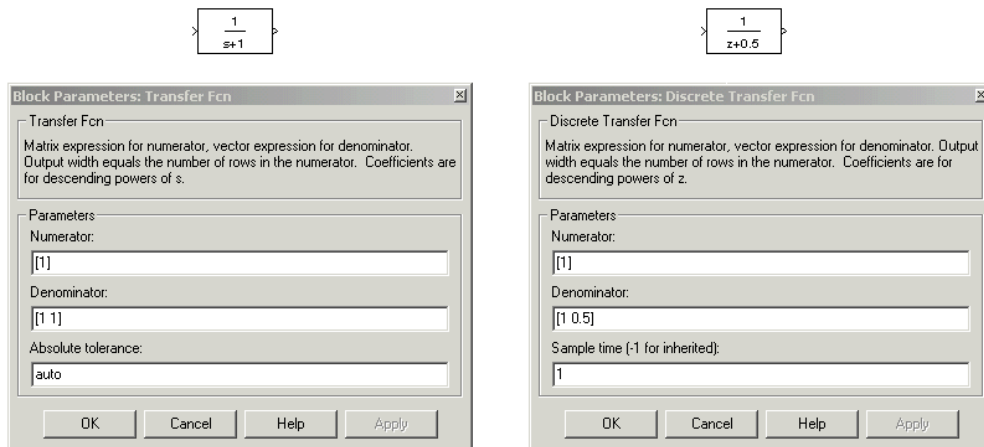 1
s+1
1
z+0.5
Block Parameters: Transfer Fcn
Transfer Fcn
Matrix expression for numerator, vector expression for denominator.
Output width equals the number of rows in the numerator. Coefficients are
for descending powers of s.
Parameters
Numerator:
[1]
Denominator:
[1 1]
Absolute tolerance:
auto
OK
Cancel
Help
Apply
Block Parameters: Discrete Transfer Fcn
Discrete Transfer Fcn
Matrix expression for numerator, vector expression for denominator. Output
width equals the number of rows in the numerator. Coefficients are for
descending powers of z.
Parameters
Numerator:
[1]
Denominator:
[1 0.5]
Sample time (-1 for inherited):
1
OK
Cancel
Help
Apply